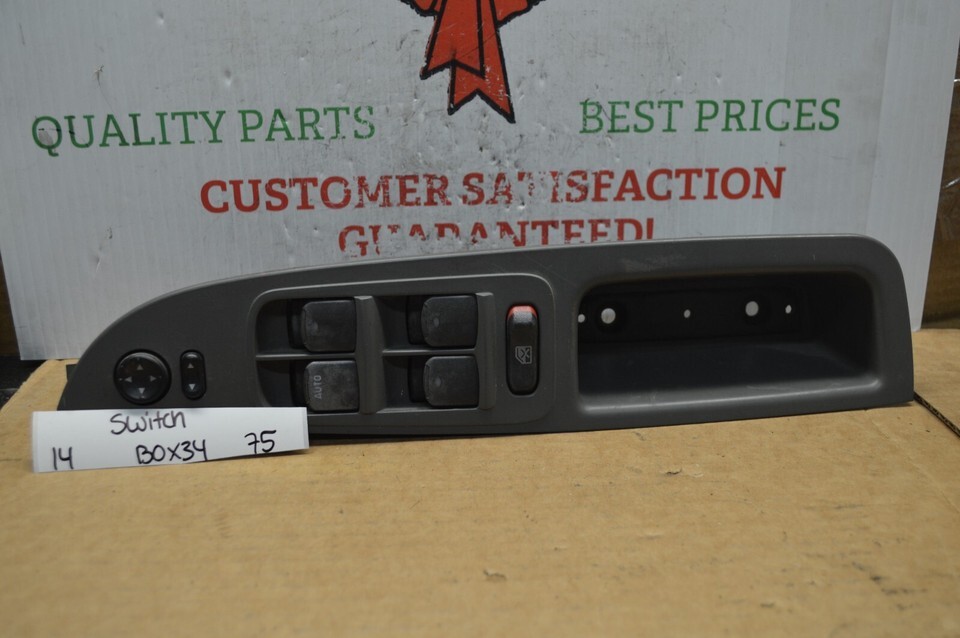 QUALITY PARTS BEST PRICES
CUSTOMER SATISFACTION
GUARANTEED!
AUTO
Switch
14 BOX34 75